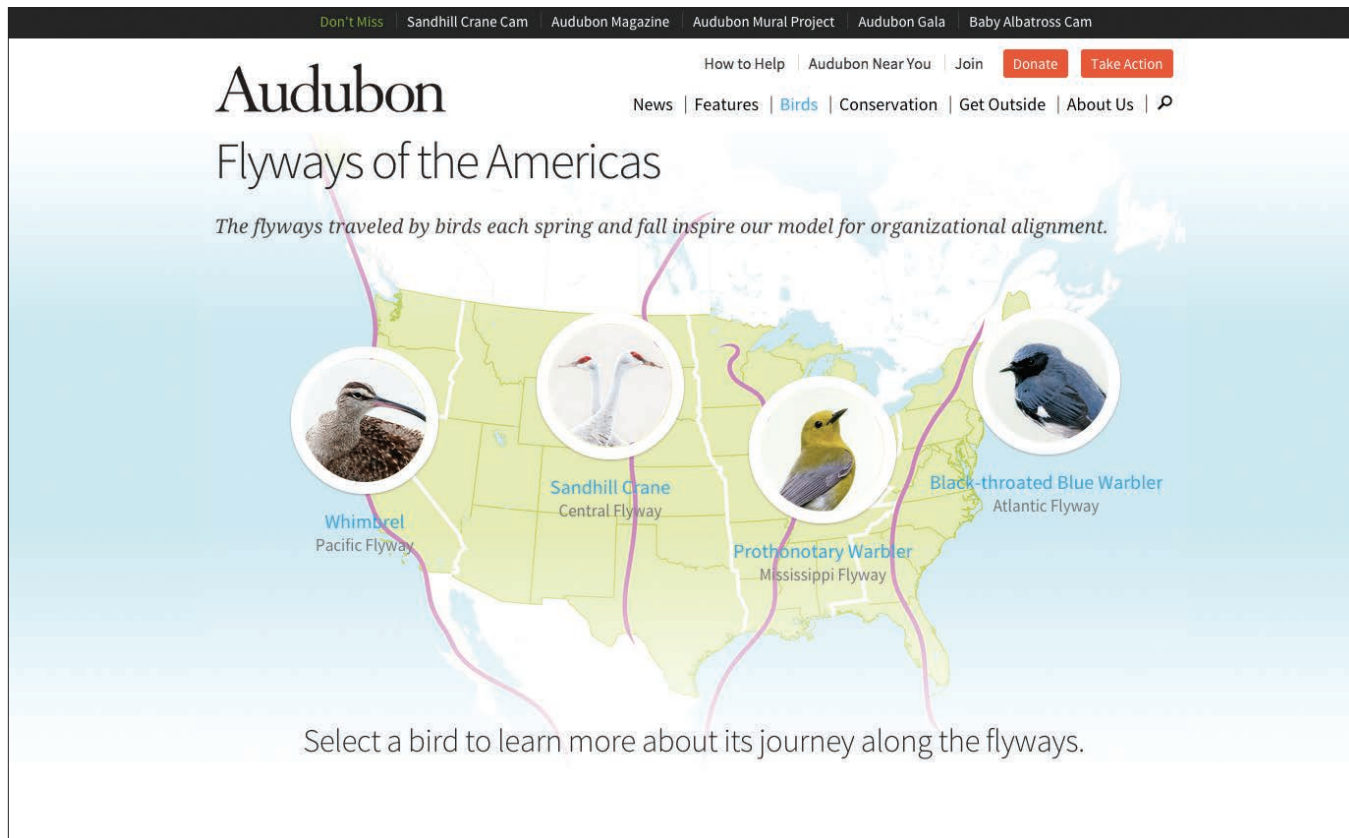 Don't Miss Sandhill Crane Cam Audubon Magazine Audubon Mural Project Audubon Gala Baby Albatross Cam
How to Help Audubon Near You Join Donate Take Action
Audubon
News Features Birds Conservation Get Outside About Us
Flyways of the Americas
The flyways traveled by birds each spring and fall inspire our model for organizational alignment.
Whimbrel
Pacific Flyway
Sandhill Crane
Central Flyway
Prothonotary Warbler
Mississippi Flyway
Black-throated Blue Warbler
Atlantic Flyway
Select a bird to learn more about its journey along the flyways.